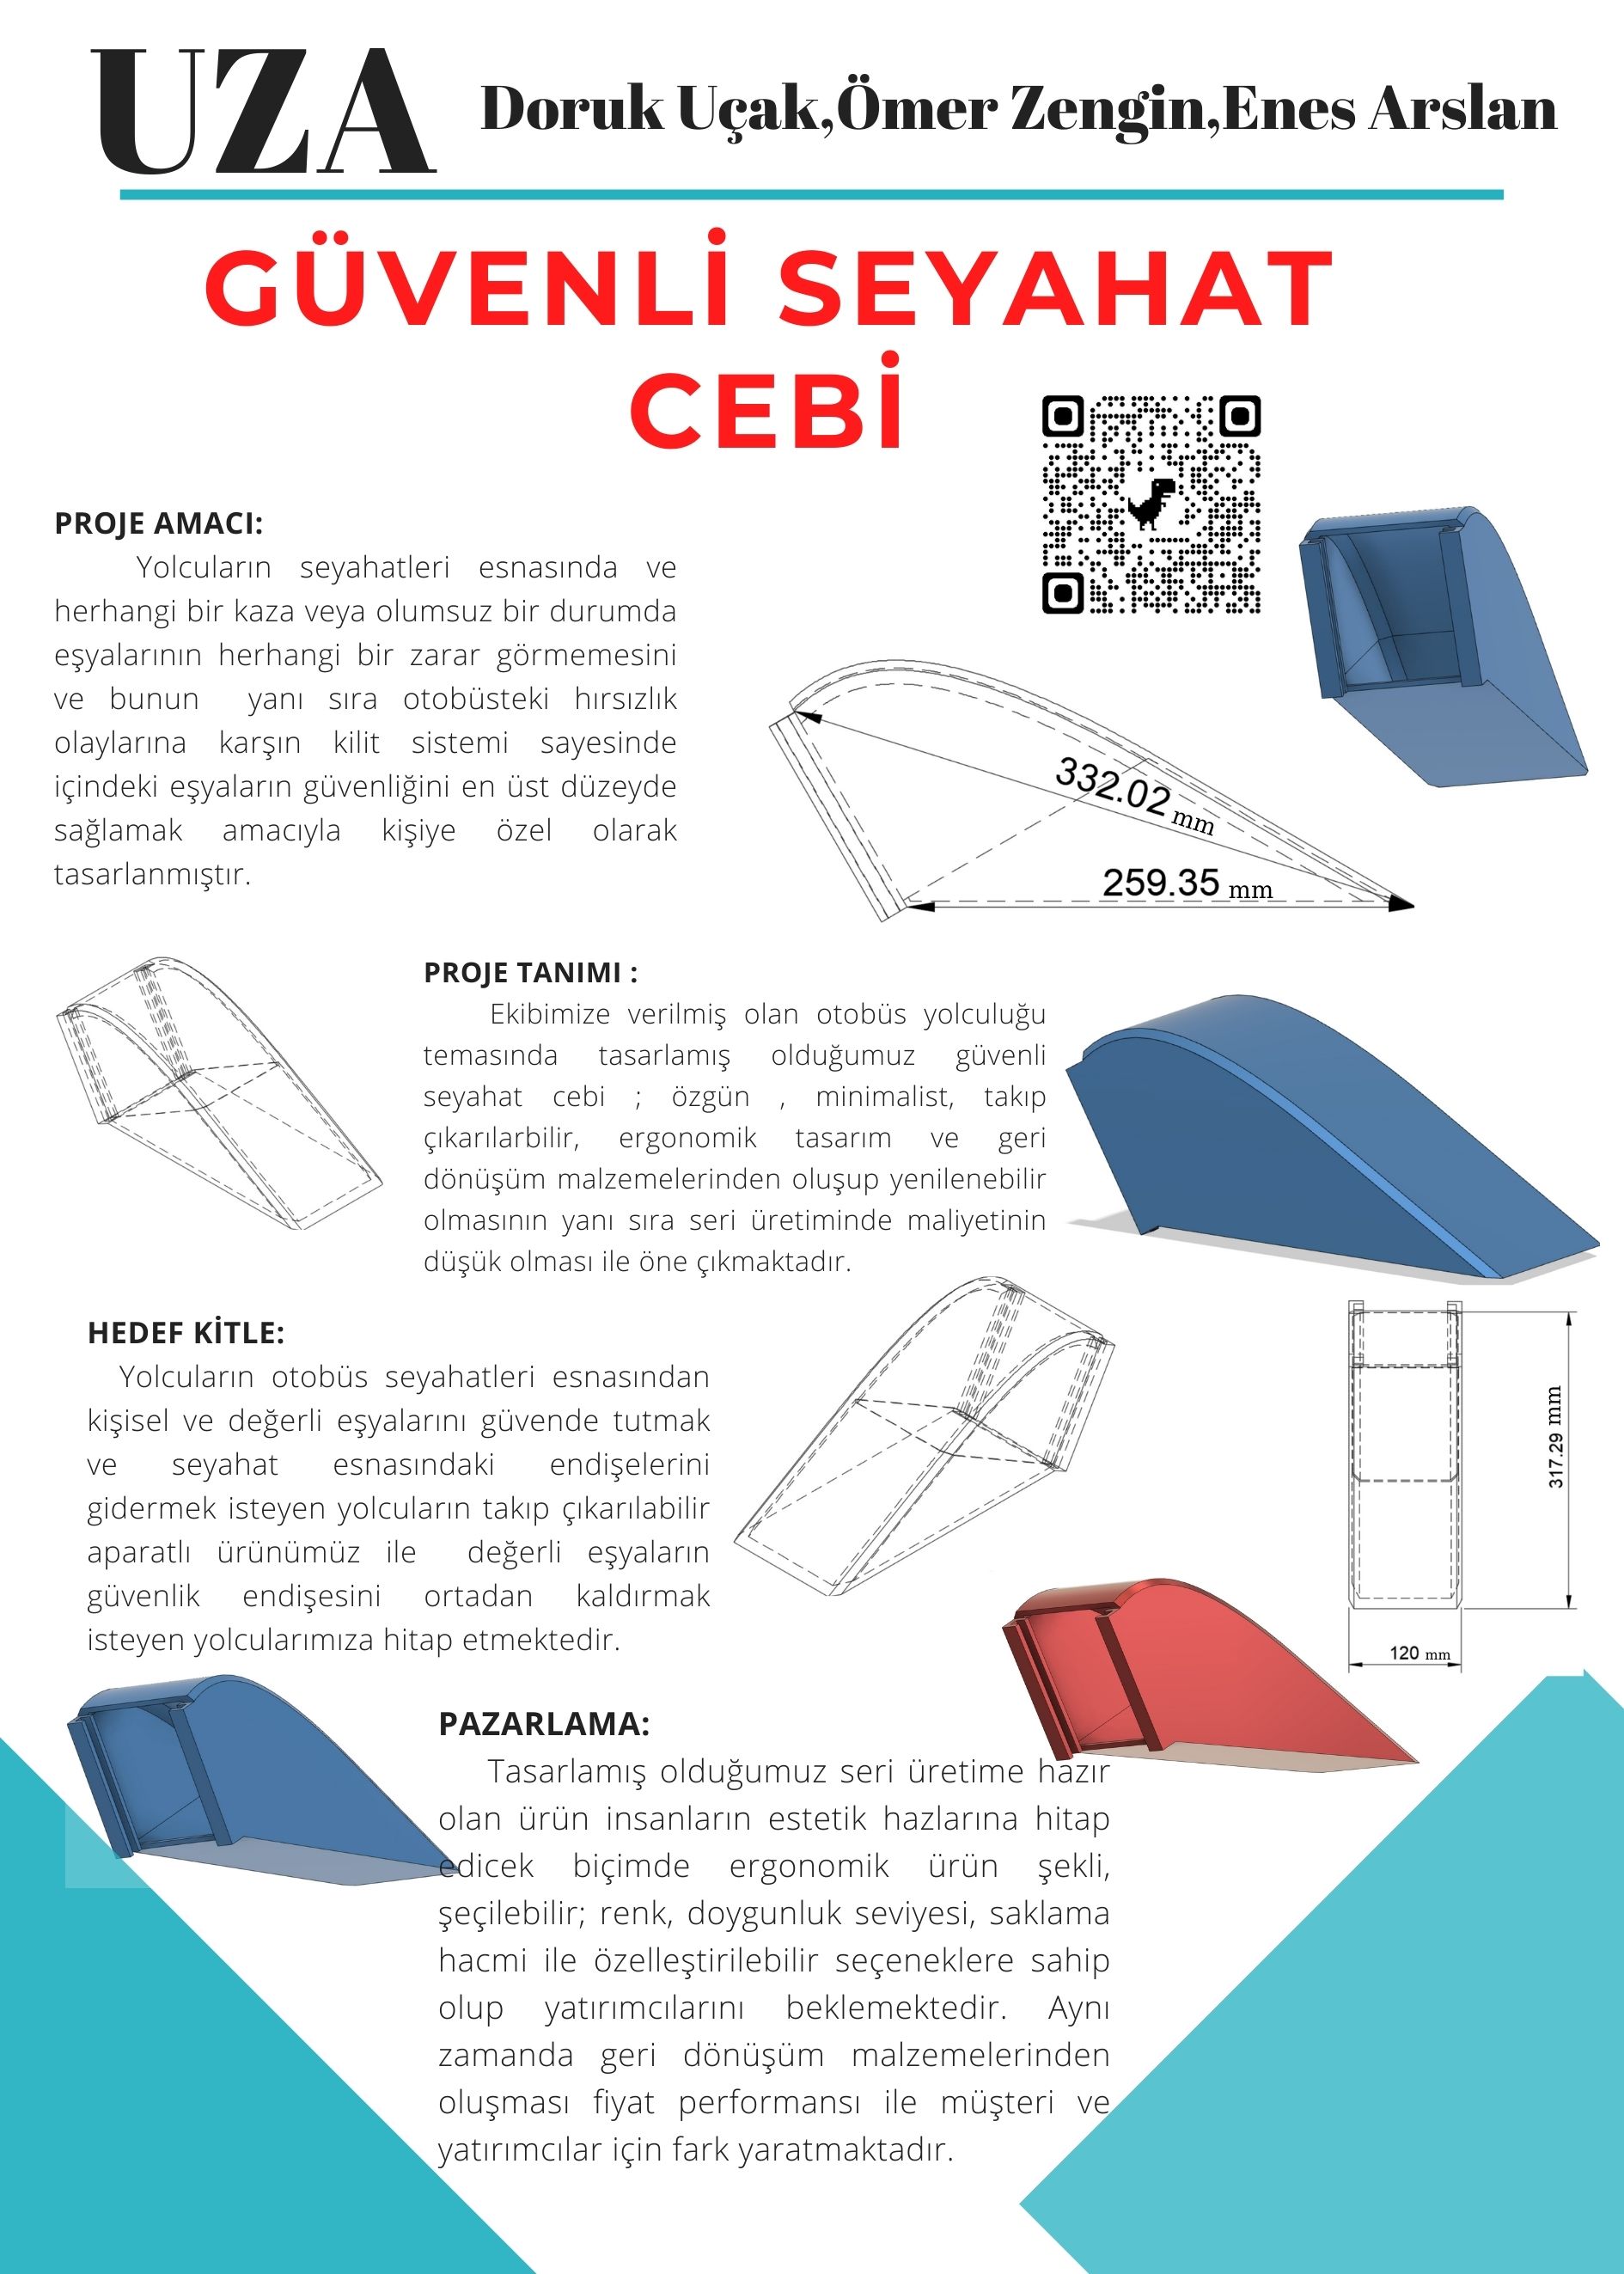 UZA
Doruk Uçak,Ömer Zengin,Enes Arslan
GÜVENLİ SEYAHAT
CEBİ
PROJE AMACI:
Yolcuların seyahatleri esnasında ve
herhangi bir kaza veya olumsuz bir durumda
eşyalarının herhangi bir zarar görmemesini
ve bunun yanı sıra otobüsteki hırsızlık
olaylarına karşın kilit sistemi sayesinde
içindeki eşyaların güvenliğini en üst düzeyde
sağlamak amacıyla kişiye özel olarak
tasarlanmıştır.
332.02 mm
259.35 mm
PROJE TANIMI :
Ekibimize verilmiş olan otobüs yolculuğu
temasında tasarlamış olduğumuz güvenli
seyahat cebi ; özgün , minimalist, takıp
çıkarılarbilir, ergonomik tasarım ve geri
dönüşüm malzemelerinden oluşup yenilenebilir
olmasının yanı sıra seri üretiminde maliyetinin
düşük olması ile öne çıkmaktadır.
HEDEF KİTLE:
Yolcuların otobüs seyahatleri esnasından
kişisel ve değerli eşyalarını güvende tutmak
ve seyahat esnasındaki endişelerini
gidermek isteyen yolcuların takıp çıkarılabilir
aparatlı ürünümüz ile değerli eşyaların
güvenlik endişesini ortadan kaldırmak
isteyen yolcularımıza hitap etmektedir.
317.29 mm
120 mm
PAZARLAMA:
Tasarlamış olduğumuz seri üretime hazır
olan ürün insanların estetik hazlarına hitap
edicek biçimde ergonomik ürün şekli,
şeçilebilir; renk, doygunluk seviyesi, saklama
hacmi ile özelleştirilebilir seçeneklere sahip
olup yatırımcılarını beklemektedir. Aynı
zamanda geri dönüşüm malzemelerinden
oluşması fiyat performansı ile müşteri ve
yatırımcılar için fark yaratmaktadır.